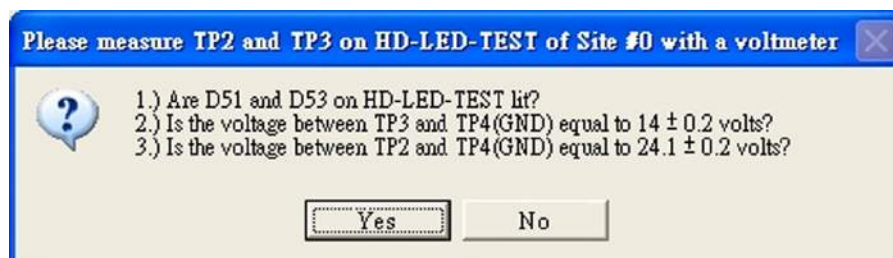 Please measure TP2 and TP3 on HD-LED-TEST of Site #0 with a voltmeter
1.) Are D51 and D53 on HD-LED-TEST lit?
2.) Is the voltage between TP3 and TP4(GND) equal to 14 ± 0.2 volts?
3.) Is the voltage between TP2 and TP4(GND) equal to 24.1 ± 0.2 volts?
Yes No